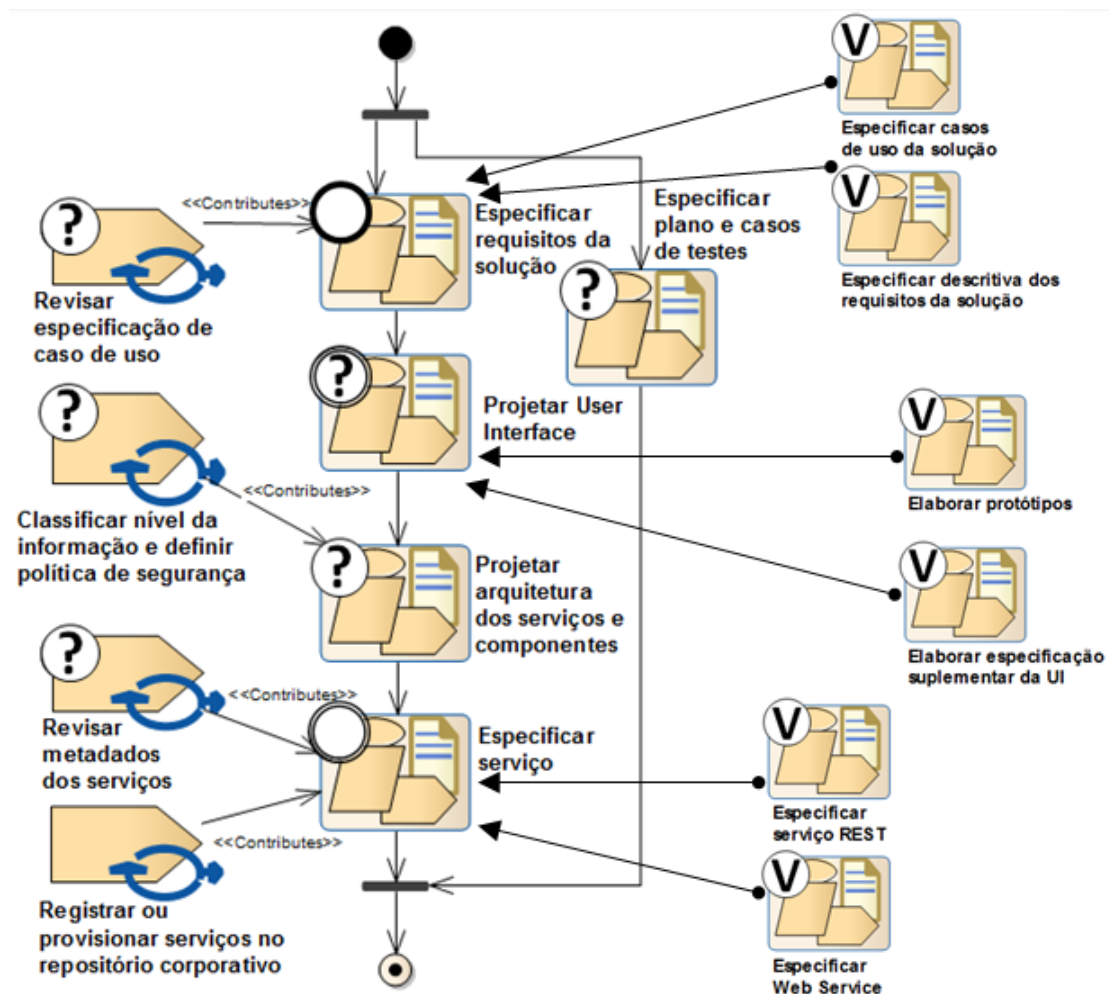 V
Especificar casos
de uso da solução
V
Especificar descritiva dos
requisitos da solução
<<Contributes>>
Especificar
requisitos da
solução
Especificar
plano e casos
de testes
?
?
Revisar
especificação de
caso de uso
?
Projetar User
Interface
V
Elaborar protótipos
?
<<Contributes>>
Classificar nível da
informação e definir
política de segurança
?
Projetar
arquitetura
dos serviços e
componentes
V
Elaborar especificação
suplementar da UI
?
<<Contributes>>
Revisar
metadados
dos serviços
Especificar
serviço
V
Especificar
serviço REST
<<Contributes>>
Registrar ou
provisionar serviços no
repositório corporativo
V
Especificar
Web Service